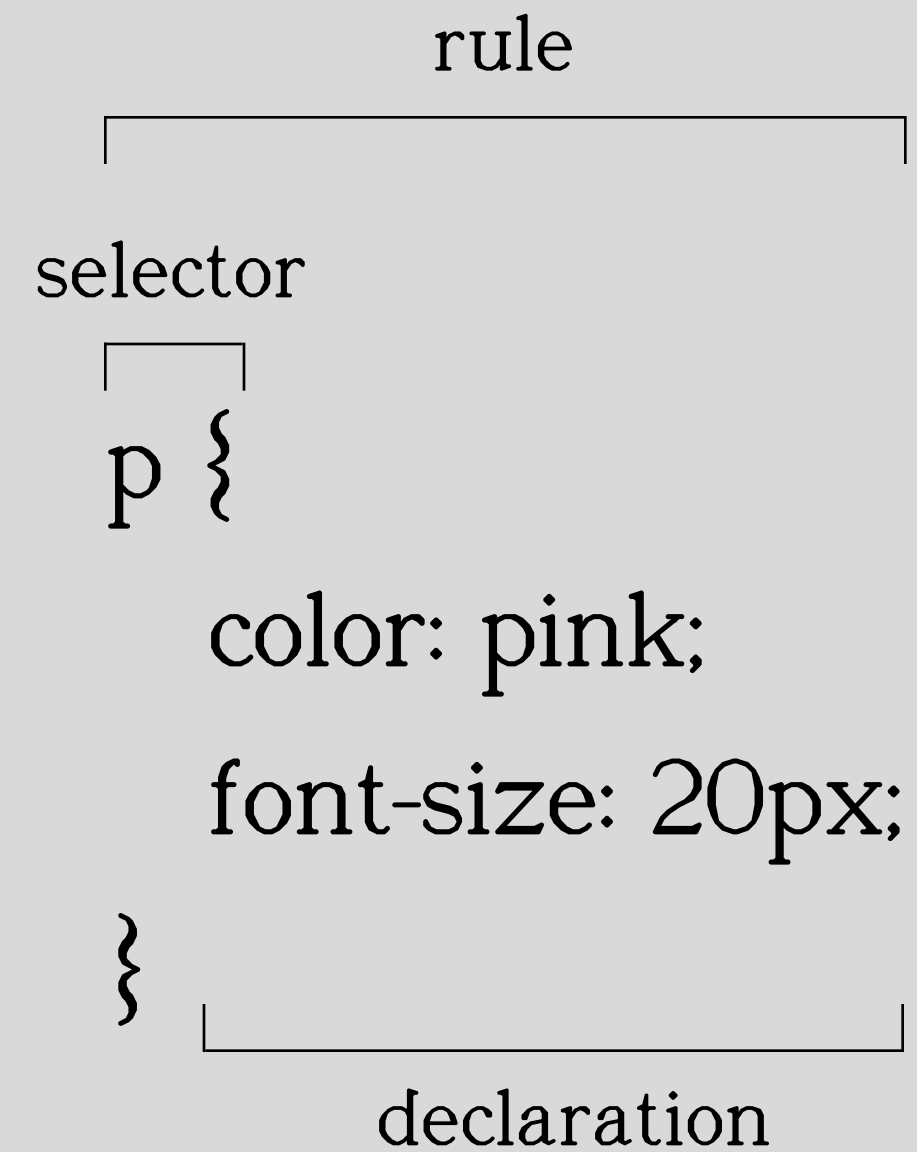 rule
selector
p {
color: pink;
font-size: 20px;
}
declaration